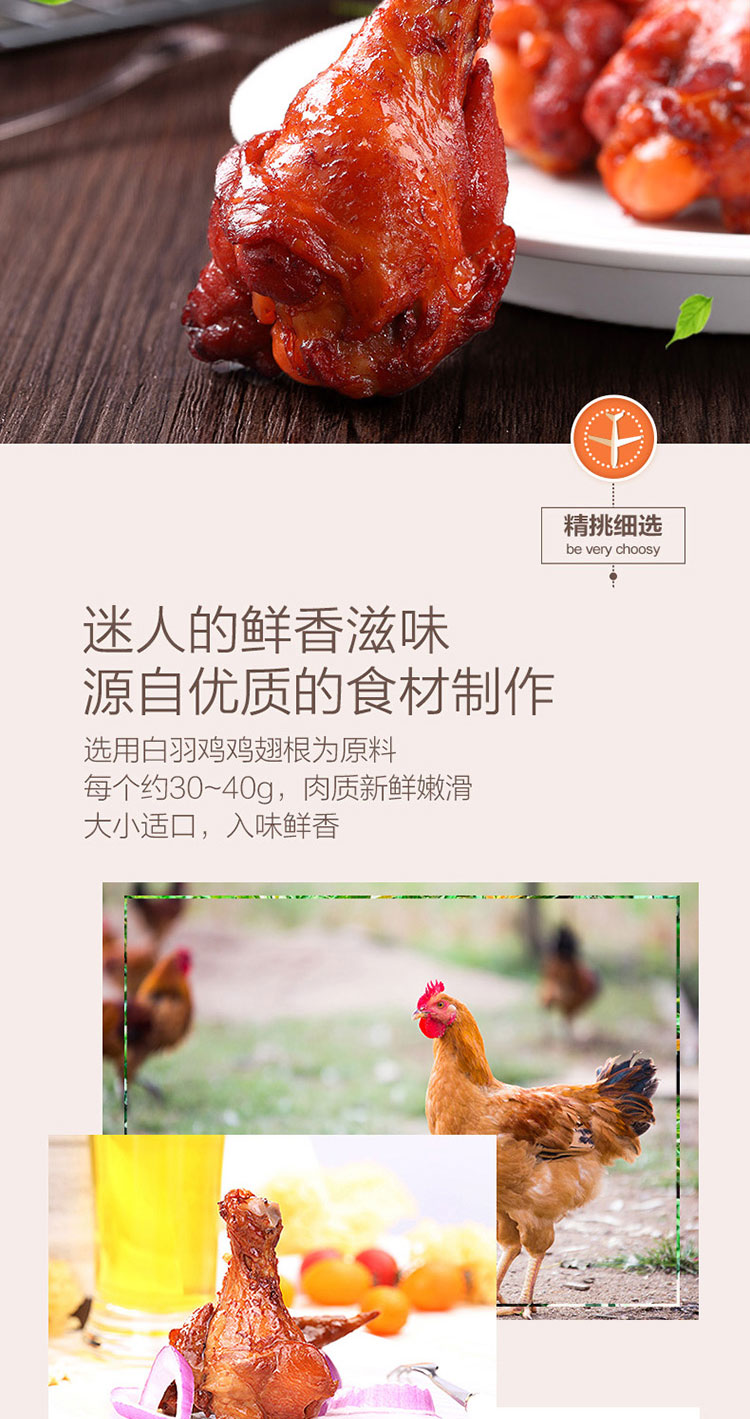 精挑细选
be very choosy
迷人的鲜香滋味
源自优质的食材制作
选用白羽鸡鸡翅根为原料
每个约30~40g，肉质新鲜嫩滑
大小适口，入味鲜香